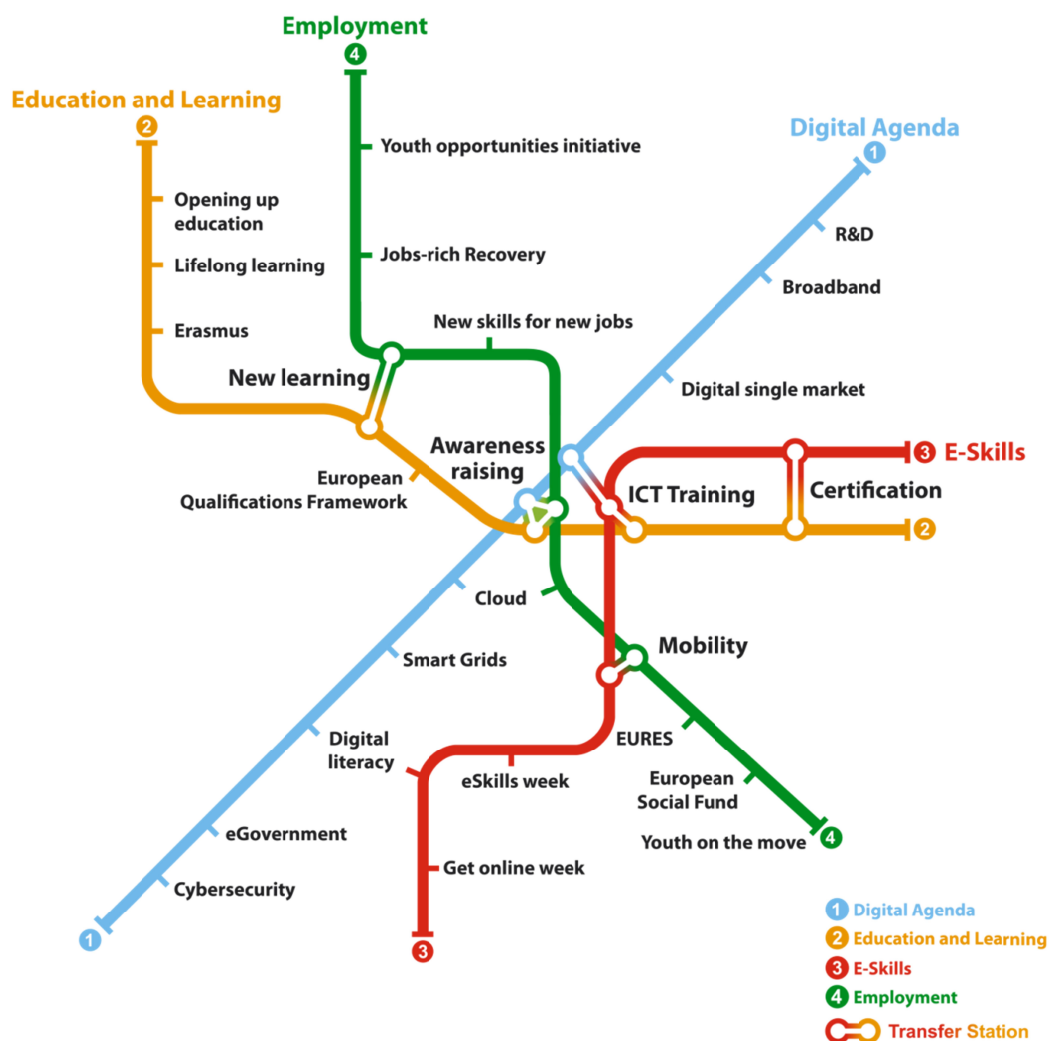 Employment
4
Education and Learning
2
Digital Agenda
1
Youth opportunities initiative
Opening up
education
R&D
Jobs-rich Recovery
Lifelong learning
Broadband
New skills for new jobs
Erasmus
New learning
Digital single market
Awareness
raising
3 E-Skills
European
Qualifications Framework
ICT Training
Certification
2
Cloud
Mobility
Smart Grids
Digital
literacy
EURES
eSkills week
European
Social Fund
eGovernment
Youth on the move
4
Get online week
Cybersecurity
1
3
1 Digital Agenda
2 Education and Learning
3 E-Skills
4 Employment
Transfer Station